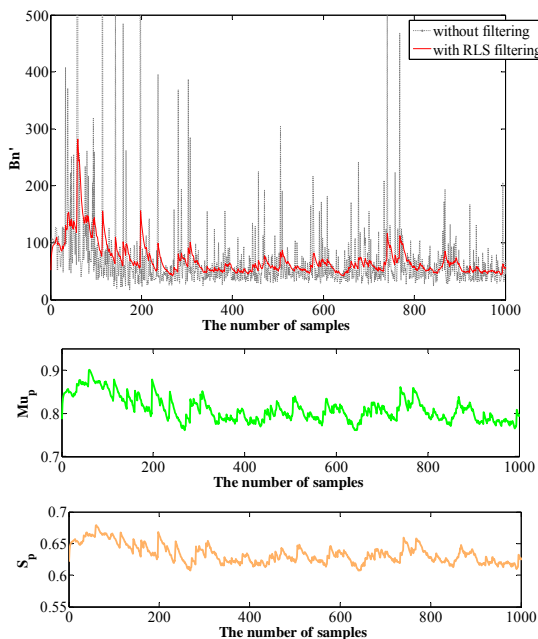 500
without filtering
with RLS filtering
400
300
Bn'
200
100
0
0 200 400 600 800 1000
The number of samples
0.9
Mu_p
0.8
0.7
0 200 400 600 800 1000
The number of samples
0.7
0.65
S_p
0.6
0.55
0 200 400 600 800 1000
The number of samples